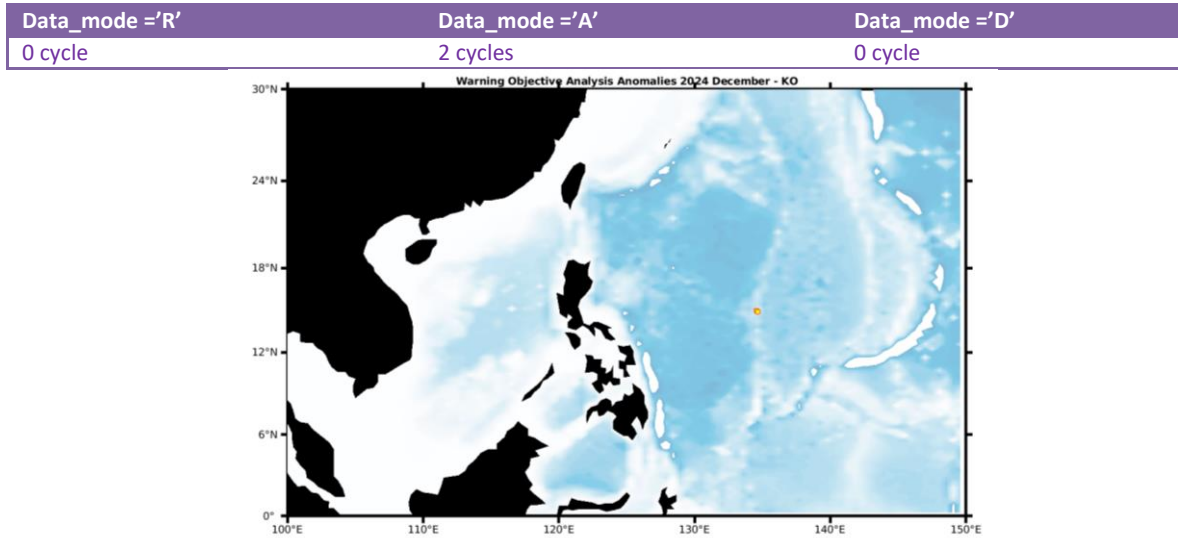 Data_mode =’R’ Data_mode =’A’ Data_mode =’D’
0 cycle 2 cycles 0 cycle
Warning Objective Analysis Anomalies 2024 December - KO
30°N
24°N
18°N
12°N
6°N
0°
100°E 110°E 120°E 130°E 140°E 150°E